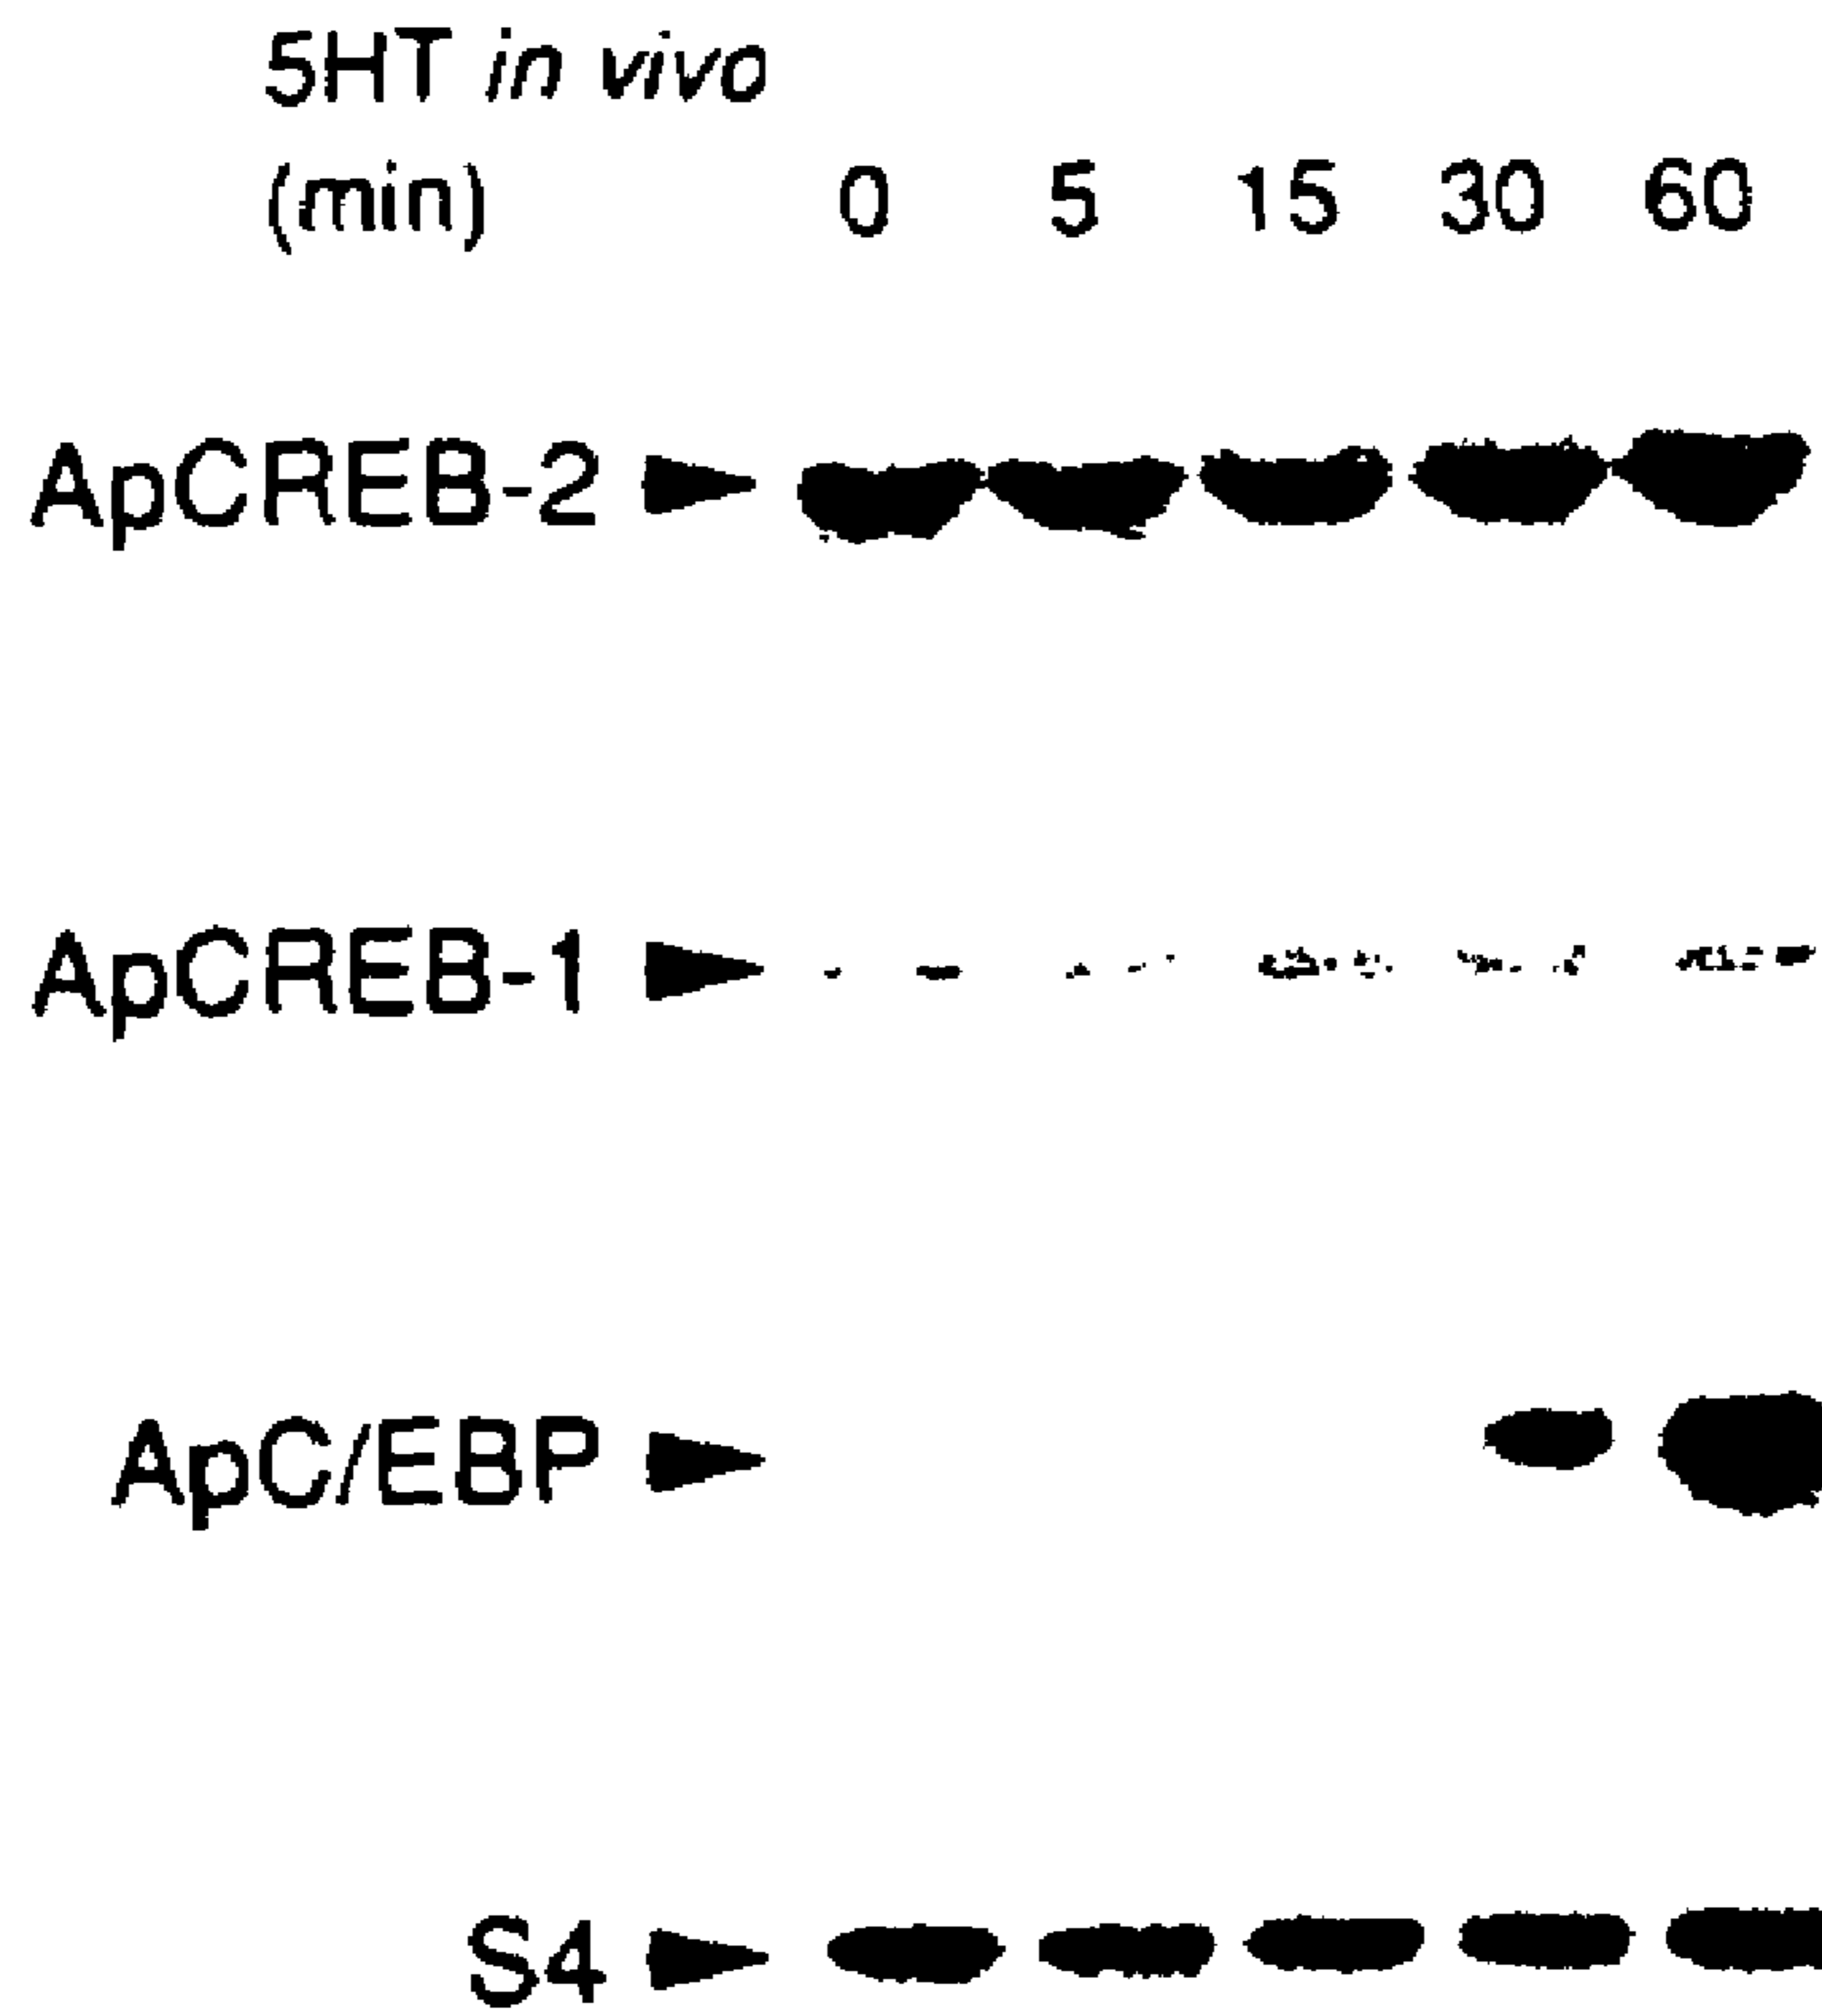 5HT in vivo
(min) 0 5 15 30 60
ApCREB-2
ApCREB-1
ApC/EBP
S4